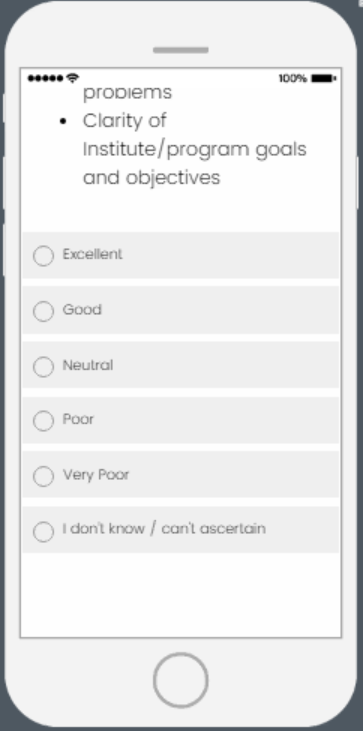 100%
problems
• Clarity of
Institute/program goals
and objectives
Excellent
Good
Neutral
Poor
Very Poor
I don't know / can't ascertain